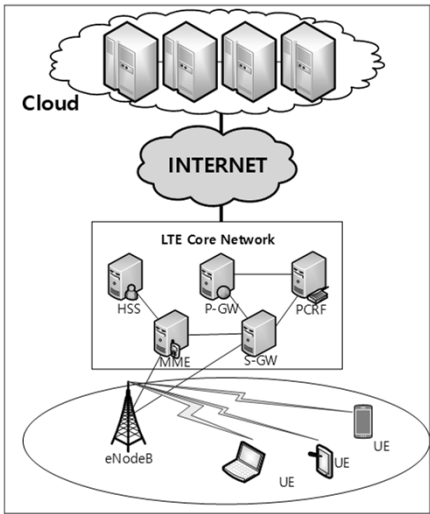 Cloud
INTERNET
LTE Core Network
HSS
P-GW
PCRF
MME
S-GW
eNodeB
UE
UE
UE